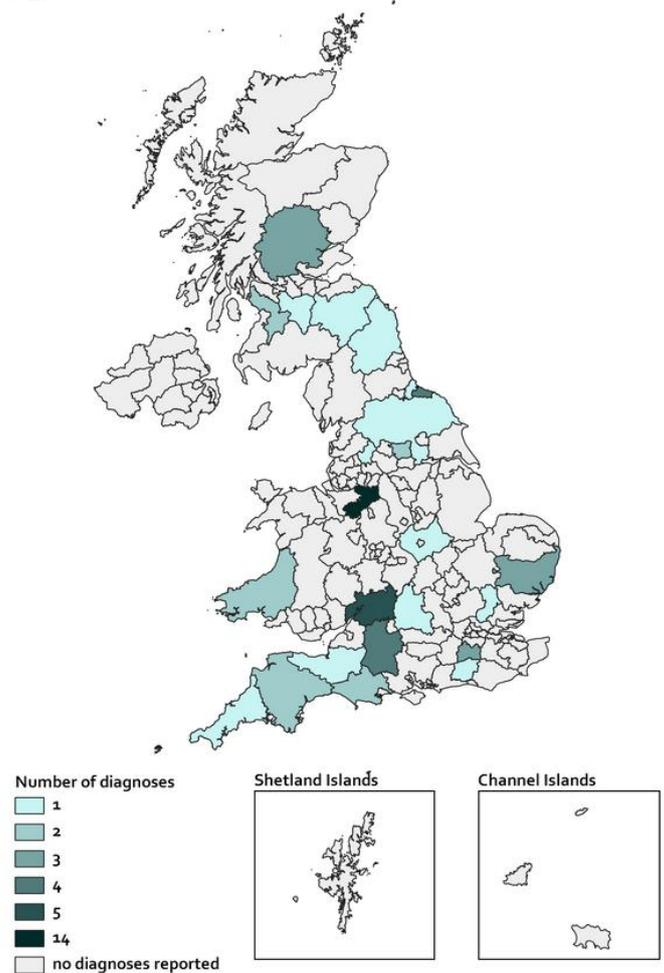 Number of diagnoses
1
2
3
4
5
14
no diagnoses reported
Shetland Islands
Channel Islands